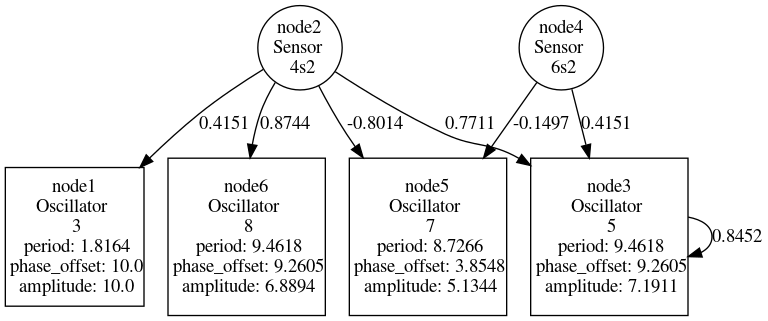 node2
Sensor
4s2
node4
Sensor
6s2
0.4151
0.8744
-0.8014
0.7711
-0.1497
0.4151
node1
Oscillator
3
period: 1.8164
phase_offset: 10.0
amplitude: 10.0
node6
Oscillator
8
period: 9.4618
phase_offset: 9.2605
amplitude: 6.8894
node5
Oscillator
7
period: 8.7266
phase_offset: 3.8548
amplitude: 5.1344
node3
Oscillator
5
period: 9.4618
phase_offset: 9.2605
amplitude: 7.1911
0.8452